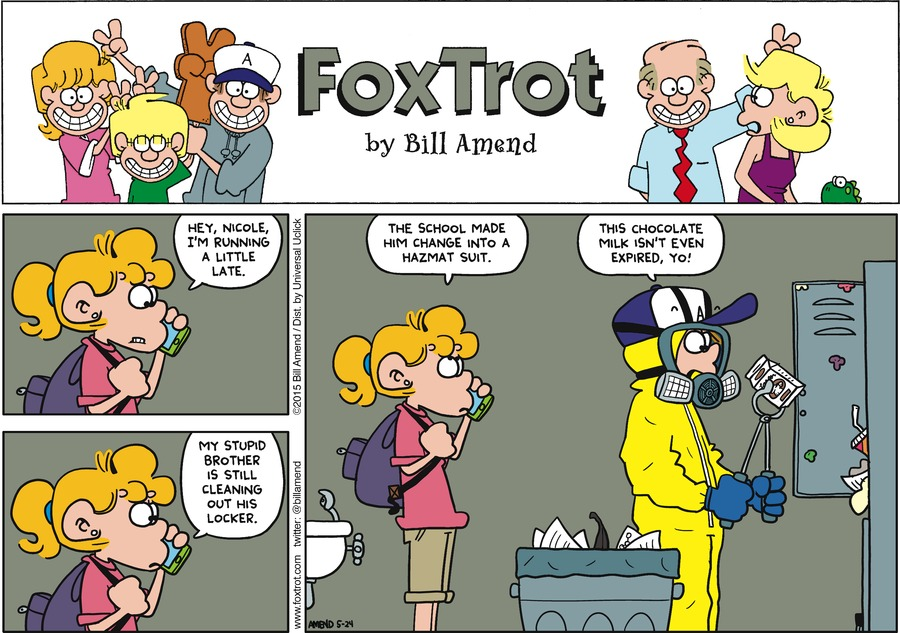 FoxTrot
by Bill Amend
A
HEY, NICOLE,
I'M RUNNING
A LITTLE
LATE.
MY STUPID
BROTHER
IS STILL
CLEANING
OUT HIS
LOCKER.
©2015 Bill Amend / Dist. by Universal Uclick
www.foxtrot.com twitter: @billamend
THE SCHOOL MADE
HIM CHANGE INTO A
HAZMAT SUIT.
THIS CHOCOLATE
MILK ISN'T EVEN
EXPIRED, YO!
A
AMEND 5-24